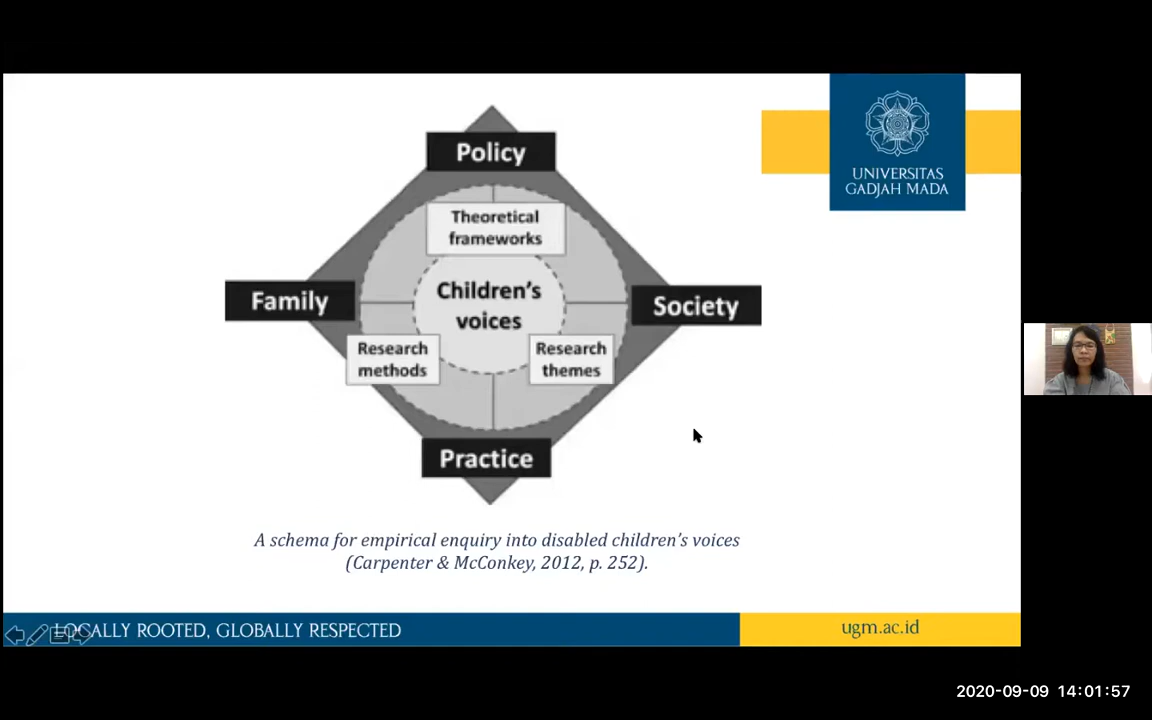 UNIVERSITAS
GADJAH MADA
Policy
Theoretical
frameworks
Family
Children's
voices
Society
Research
methods
Research
themes
Practice
A schema for empirical enquiry into disabled children's voices
(Carpenter & McConkey, 2012, p. 252).
LOCALLY ROOTED, GLOBALLY RESPECTED
ugm.ac.id
2020-09-09 14:01:57